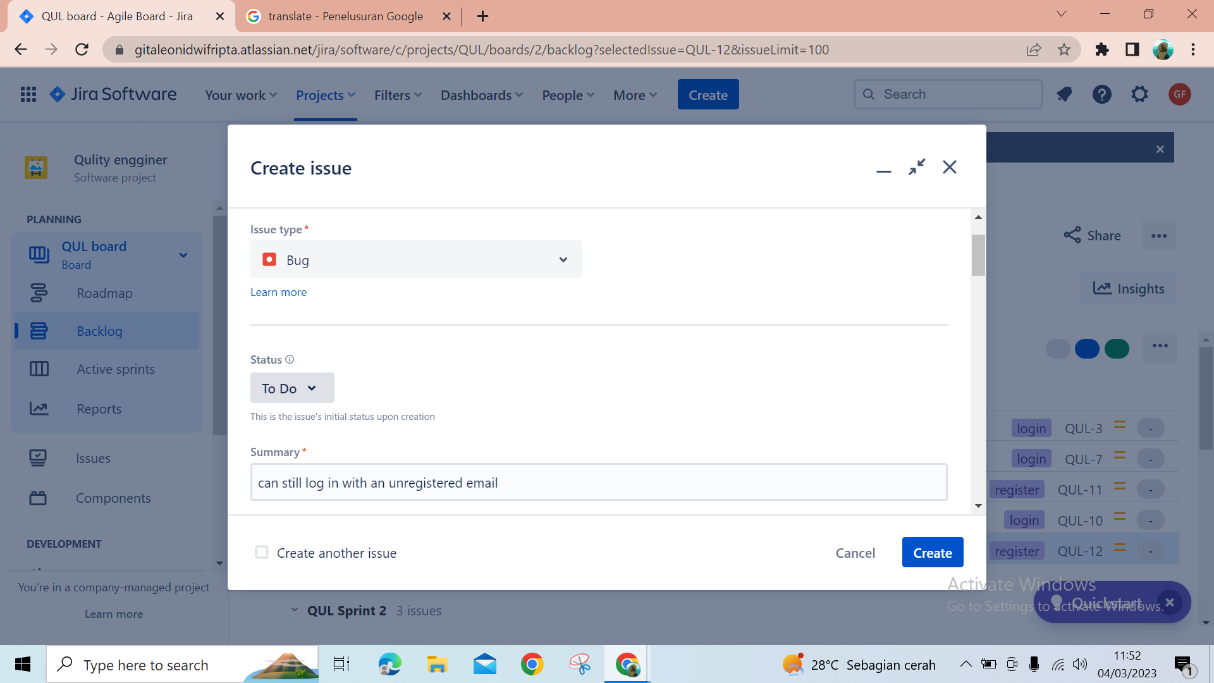 QUL board - Agile Board - Jira
translate - Penelusuran Google
gitaleonidwifripta.atlassian.net/jira/software/c/projects/QUL/boards/2/backlog?selectedIssue=QUL-12&issueLimit=100
Jira Software
Your work
Projects
Filters
Dashboards
People
More
Create
Search
GF
Qulity engginer
Software project
PLANNING
QUL board
Board
Roadmap
Backlog
Active sprints
Reports
Issues
Components
DEVELOPMENT
You're in a company-managed project
Learn more
Create issue
Issue type*
Bug
Learn more
Status
To Do
This is the issue's initial status upon creation
Summary*
can still log in with an unregistered email
Create another issue
Cancel
Create
Share
Insights
login QUL-3 -
login QUL-7 -
register QUL-11 -
login QUL-10 -
register QUL-12 -
QUL Sprint 2 3 issues
Activate Windows
Go to Settings to activate Windows.
Quickstart
Type here to search
28°C Sebagian cerah
11:52
04/03/2023
1